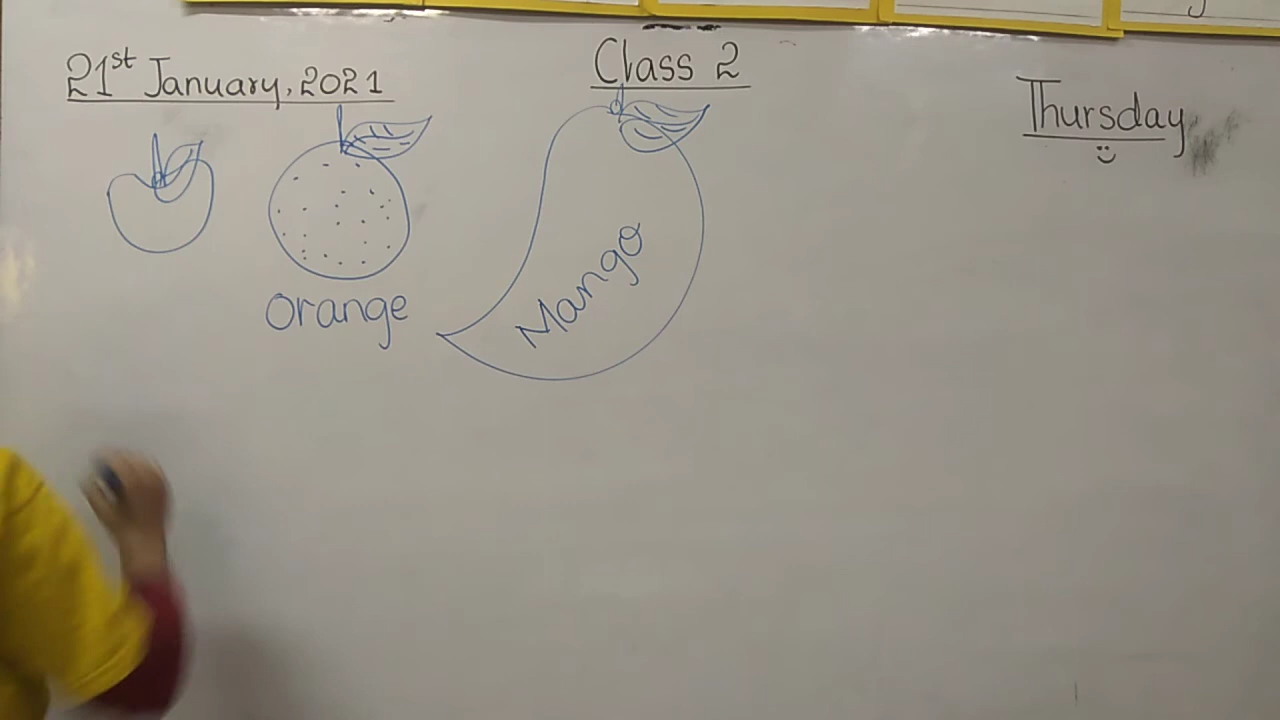 21st January, 2021
Class 2
Thursday
Orange
Mango